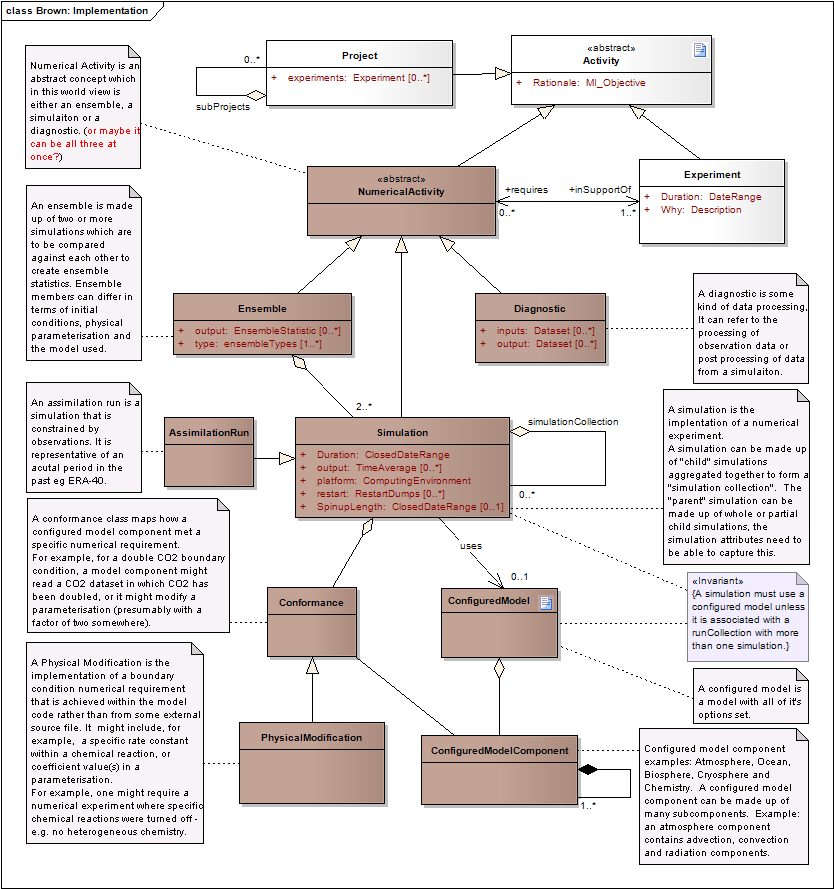 class Brown: Implementation
Numerical Activity is an
abstract concept which
in this world view is
either an ensemble, a
simulaiton or a
diagnostic. (or maybe it
can be all three at
once?)
0..*
Project
+ experiments: Experiment [0..*]
subProjects
«abstract»
Activity
+ Rationale: MI_Objective
«abstract»
NumericalActivity
+requires
+inSupportOf
0..*
1..*
Experiment
+ Duration: DateRange
+ Why: Description
An ensemble is made
up of two or more
simulations which are
to be compared
against each other to
create ensemble
statistics. Ensemble
members can differ in
terms of initial
conditions, physical
parameterisation and
the model used.
Ensemble
+ output: EnsembleStatistic [0..*]
+ type: ensembleTypes [1..*]
Diagnostic
+ inputs: Dataset [0..*]
+ output: Dataset [0..*]
A diagnostic is some
kind of data processing,
It can refer to the
processing of
observation data or
post processing of data
from a simulaiton.
2..*
An assimilation run is a
simulation that is
constrained by
observations. It is
representative of an
acutal period in the
past eg ERA-40.
AssimilationRun
Simulation
+ Duration: ClosedDateRange
+ output: TimeAverage [0..*]
+ platform: ComputingEnvironment
+ restart: RestartDumps [0..*]
+ SpinupLength: ClosedDateRange [0..1]
simulationCollection
0..*
A simulation is the
implentation of a numerical
experiment.
A simulation can be made up
of "child" simulations
aggregated together to form a
"simulation collection". The
"parent" simulation can be
made up of whole or partial
child simulations, the
simulation attributes need to
be able to capture this.
A conformance class maps how a
configured model component met a
specific numerical requirement.
For example, for a double CO2 boundary
condition, a model component might
read a CO2 dataset in which CO2 has
been doubled, or it might modify a
parameterisation (presumably with a
factor of two somewhere).
uses
0..1
Conformance
ConfiguredModel
«Invariant»
{A simulation must use a
configured model unless
it is associated with a
runCollection with more
than one simulation.}
A Physical Modification is the
implementation of a boundary
condition numerical requirement
that is achieved within the model
code rather than from some external
source file. It might include, for
example, a specific rate constant
within a chemical reaction, or
coefficient value(s) in a
parameterisation.
For example, one might require a
numerical experiment where specific
chemical reactions were turned off -
e.g. no heterogeneous chemistry.
A configured model is
a model with all of it's
options set.
PhysicalModification
ConfiguredModelComponent
1..*
Configured model component
examples: Atmosphere, Ocean,
Biosphere, Cryosphere and
Chemistry. A configured model
component can be made up of
many subcomponents. Example:
an atmosphere component
contains advection, convection
and radiation components.